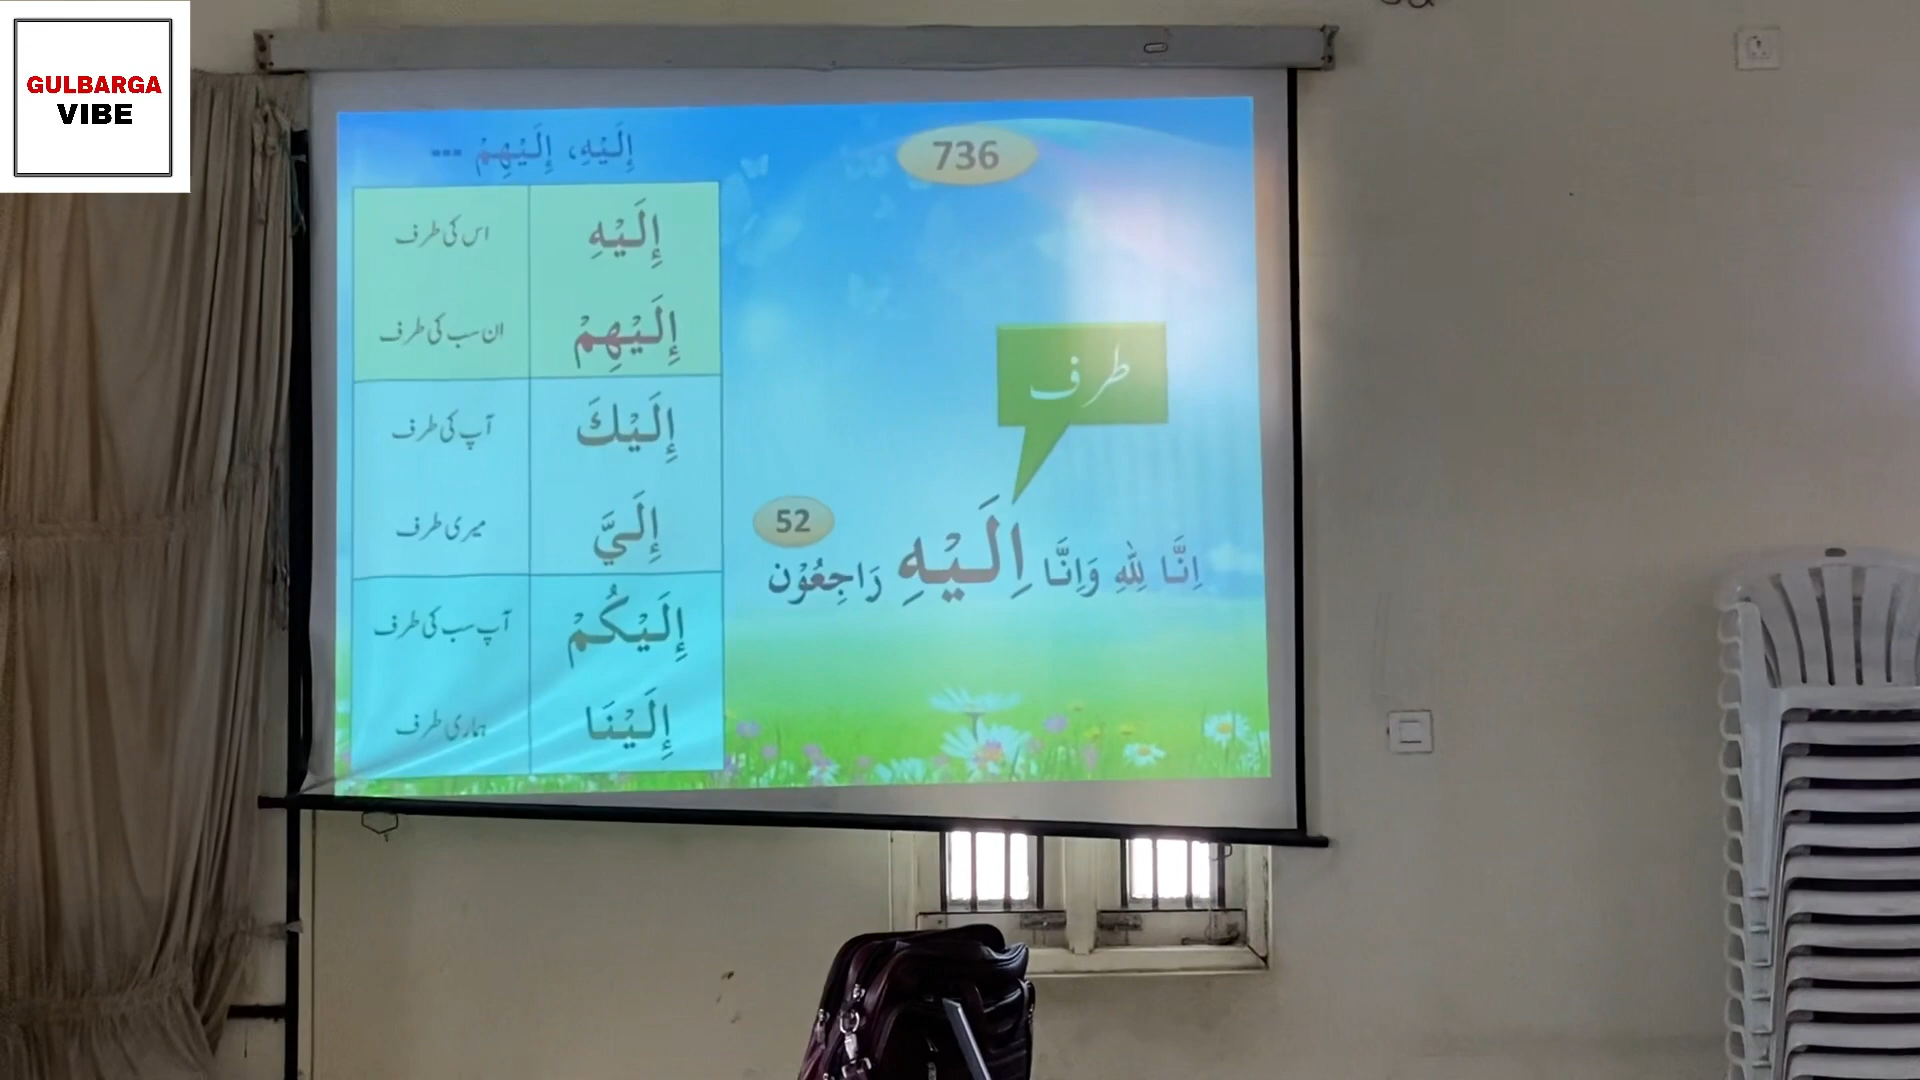 GULBARGA
VIBE
إِلَيْهِ، إِلَيْهِمْ ---
736
إِلَيْهِ اس کی طرف
إِلَيْهِمْ ان سب کی طرف
إِلَيْكَ آپ کی طرف
إِلَيَّ میری طرف
إِلَيْكُمْ آپ سب کی طرف
إِلَيْنَا ہماری طرف
طرف
52
اِنَّا لِلّٰهِ وَاِنَّا اِلَيْهِ رَاجِعُوْن